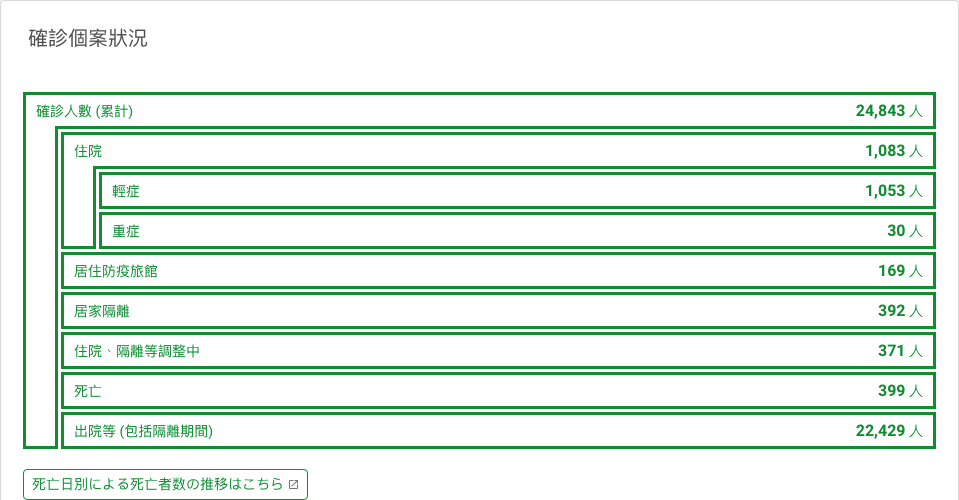 確診個案狀況
確診人數 (累計) 24,843 人
住院 1,083 人
輕症 1,053 人
重症 30 人
居住防疫旅館 169 人
居家隔離 392 人
住院、隔離等調整中 371 人
死亡 399 人
出院等 (包括隔離期間) 22,429 人
死亡日別による死亡者数の推移はこちら